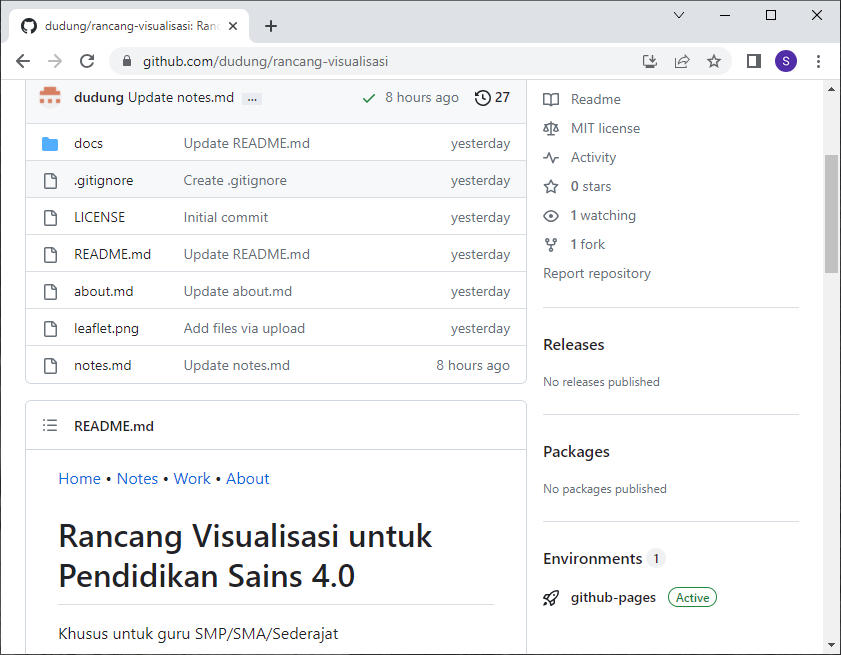 dudung/rancang-visualisasi: Ran
github.com/dudung/rancang-visualisasi
S
dudung Update notes.md ... 8 hours ago 27
docs Update README.md yesterday
.gitignore Create .gitignore yesterday
LICENSE Initial commit yesterday
README.md Update README.md yesterday
about.md Update about.md yesterday
leaflet.png Add files via upload yesterday
notes.md Update notes.md 8 hours ago
README.md
Home • Notes • Work • About
Rancang Visualisasi untuk
Pendidikan Sains 4.0
Khusus untuk guru SMP/SMA/Sederajat
Readme
MIT license
Activity
0 stars
1 watching
1 fork
Report repository
Releases
No releases published
Packages
No packages published
Environments 1
github-pages Active